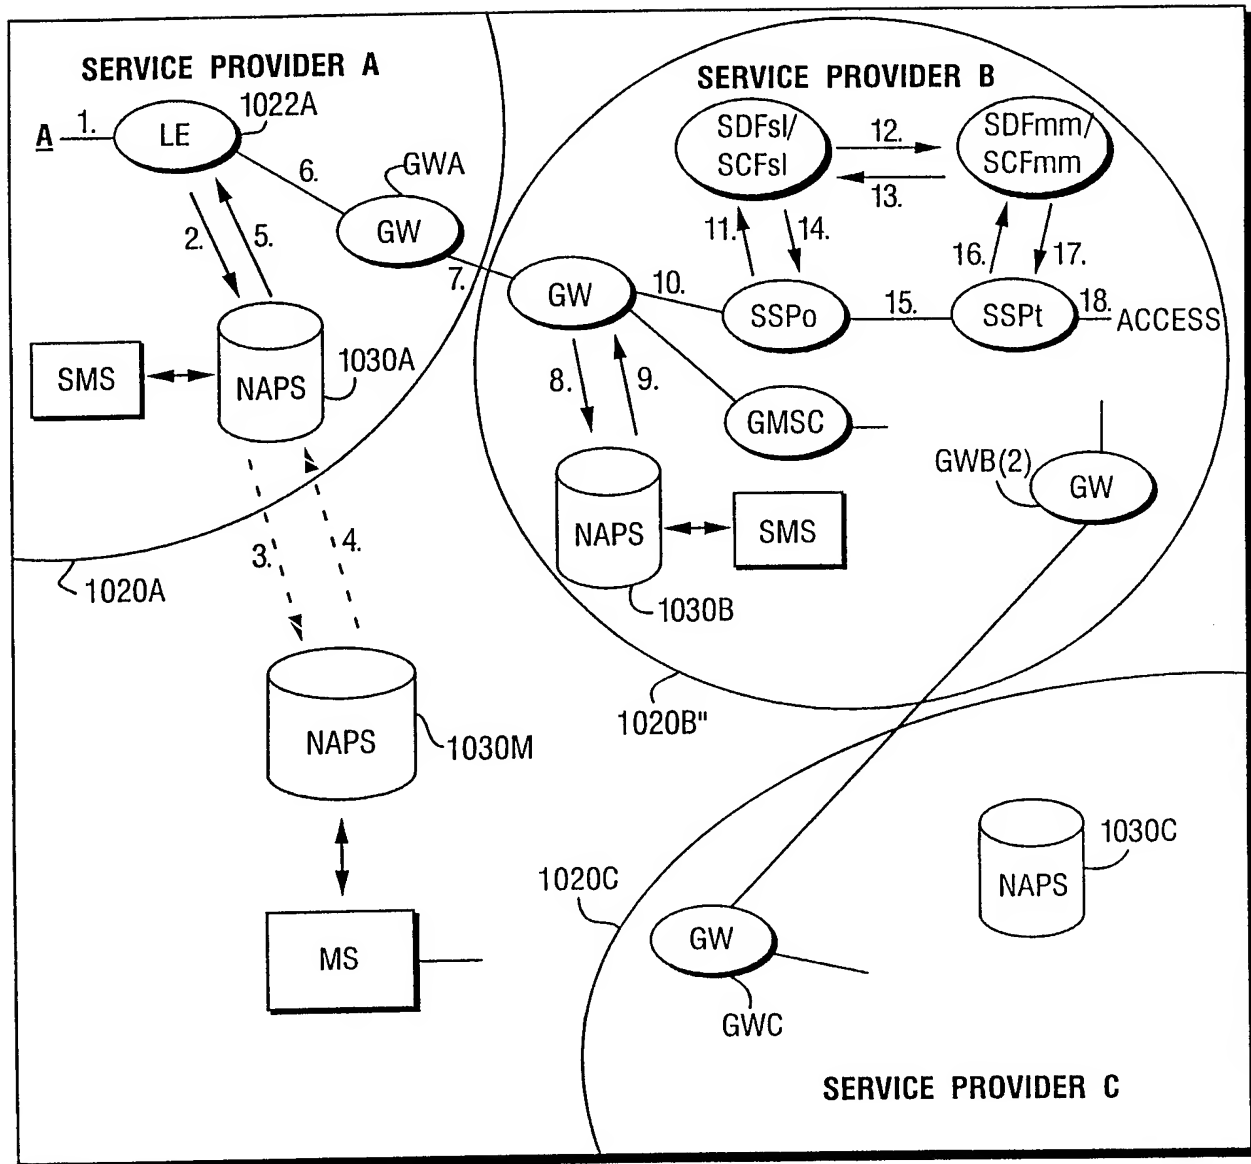 SERVICE PROVIDER A
SERVICE PROVIDER B
A
1.
LE
1022A
6.
GWA
GW
2.
5.
7.
SMS
NAPS
1030A
3.
4.
1020A
NAPS
1030M
MS
SDFsl/
SCFsl
12.
13.
SDFmm/
SCFmm
11.
14.
16.
17.
GW
10.
SSPo
15.
SSPt
18.
ACCESS
8.
9.
GMSC
NAPS
SMS
1030B
GWB(2)
GW
1020B"
1020C
GW
GWC
NAPS
1030C
SERVICE PROVIDER C